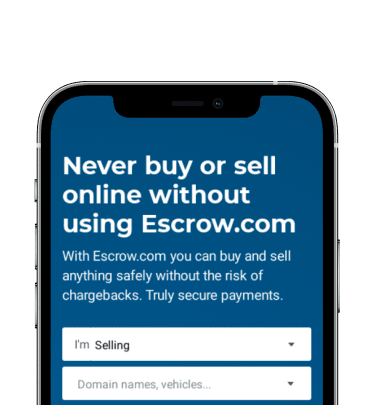 Never buy or sell
online without
using Escrow.com
With Escrow.com you can buy and sell
anything safely without the risk of
chargebacks. Truly secure payments.
I'm Selling
Domain names, vehicles...